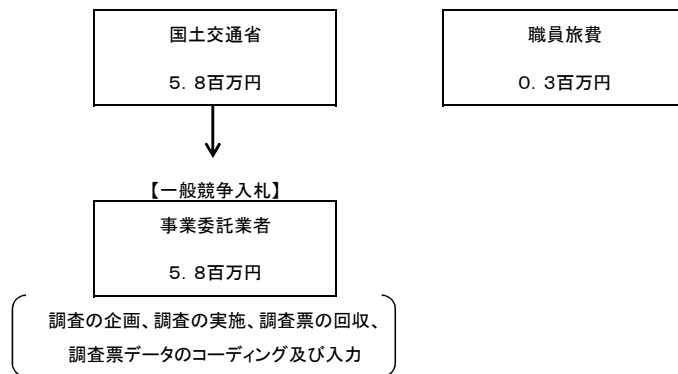 国土交通省
5．8百万円
職員旅費
0．3百万円
【一般競争入札】
事業委託業者
5．8百万円
調査の企画、調査の実施、調査票の回収、
調査票データのコーディング及び入力